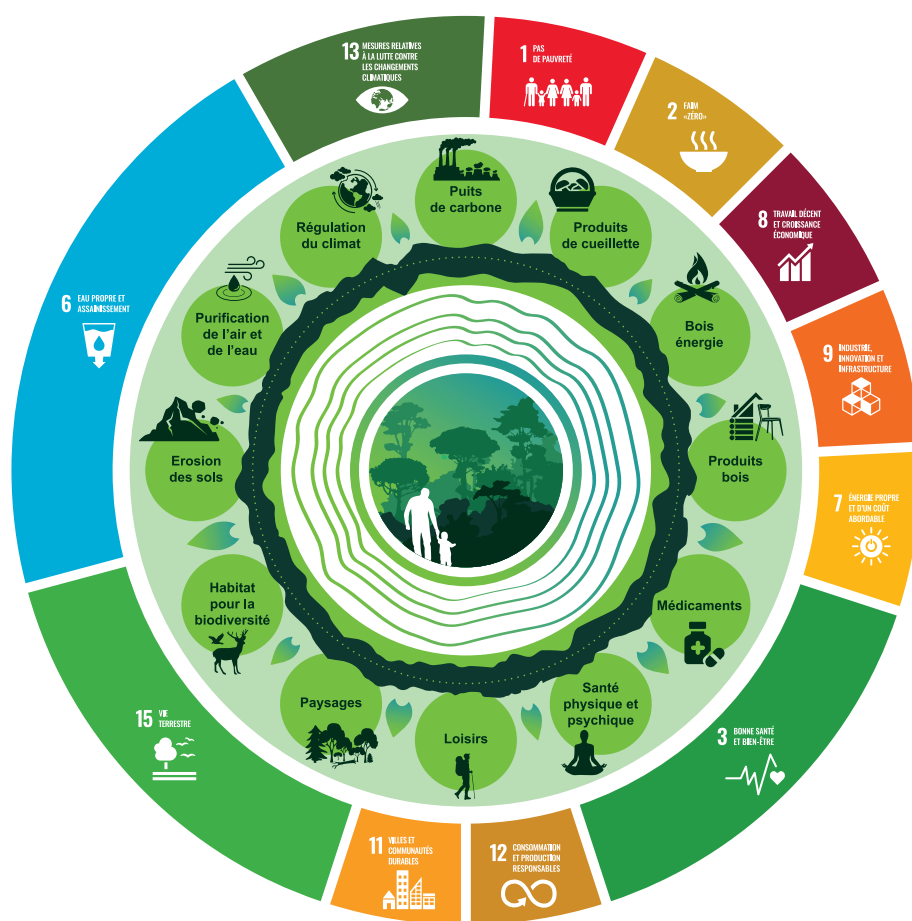 13 MESURES RELATIVES
À LA LUTTE CONTRE
LES CHANGEMENTS
CLIMATIQUES
1 PAS
DE PAUVRETÉ
2 FAIM
«ZÉRO»
8 TRAVAIL DÉCENT
ET CROISSANCE
ÉCONOMIQUE
9 INDUSTRIE,
INNOVATION ET
INFRASTRUCTURE
7 ÉNERGIE PROPRE
ET D'UN COÛT
ABORDABLE
3 BONNE SANTÉ
ET BIEN-ÊTRE
12 CONSOMMATION
ET PRODUCTION
RESPONSABLES
11 VILLES ET
COMMUNAUTÉS
DURABLES
15 VIE
TERRESTRE
6 EAU PROPRE ET
ASSAINISSEMENT
Puits
de carbone
Produits
de cueillette
Bois
énergie
Produits
bois
Médicaments
Santé
physique et
psychique
Loisirs
Paysages
Habitat
pour la
biodiversité
Erosion
des sols
Purification
de l'air et
de l'eau
Régulation
du climat